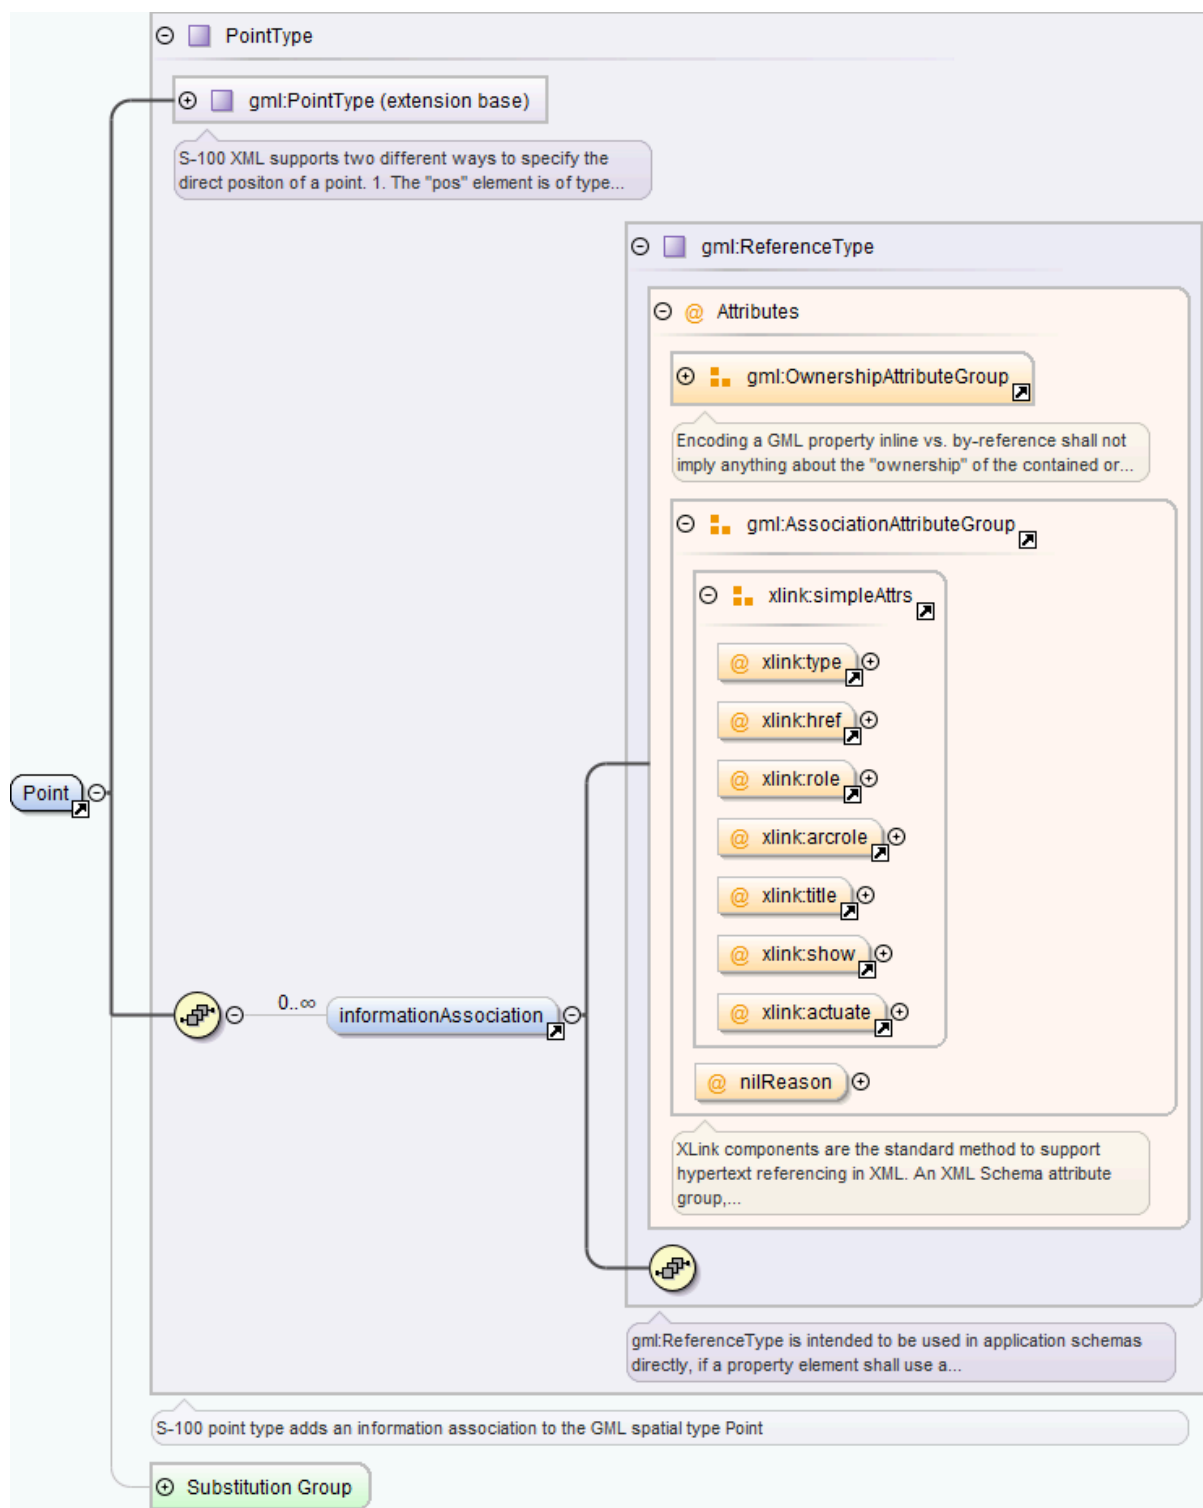 PointType
gml:PointType (extension base)
S-100 XML supports two different ways to specify the
direct positon of a point. 1. The "pos" element is of type...
gml:ReferenceType
@ Attributes
gml:OwnershipAttributeGroup
Encoding a GML property inline vs. by-reference shall not
imply anything about the "ownership" of the contained or...
gml:AssociationAttributeGroup
xlink:simpleAttrs
@ xlink:type
@ xlink:href
@ xlink:role
Point
@ xlink:arcrole
@ xlink:title
@ xlink:show
0..∞
informationAssociation
@ xlink:actuate
@ nilReason
XLink components are the standard method to support
hypertext referencing in XML. An XML Schema attribute
group,...
gml:ReferenceType is intended to be used in application schemas
directly, if a property element shall use a...
S-100 point type adds an information association to the GML spatial type Point
Substitution Group